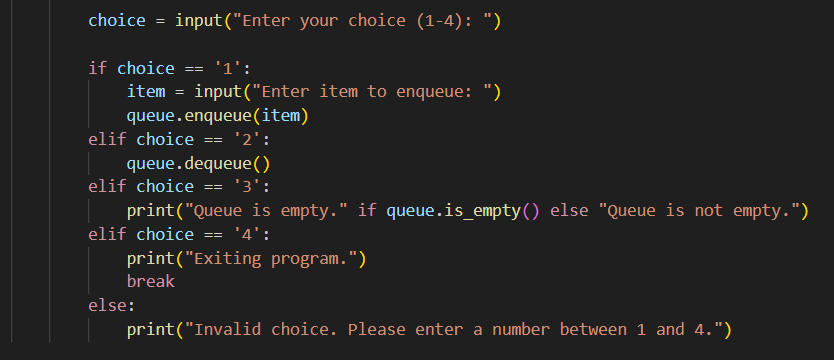 choice = input("Enter your choice (1-4): ")
if choice == '1':
item = input("Enter item to enqueue: ")
queue.enqueue(item)
elif choice == '2':
queue.dequeue()
elif choice == '3':
print("Queue is empty." if queue.is_empty() else "Queue is not empty.")
elif choice == '4':
print("Exiting program.")
break
else:
print("Invalid choice. Please enter a number between 1 and 4.")